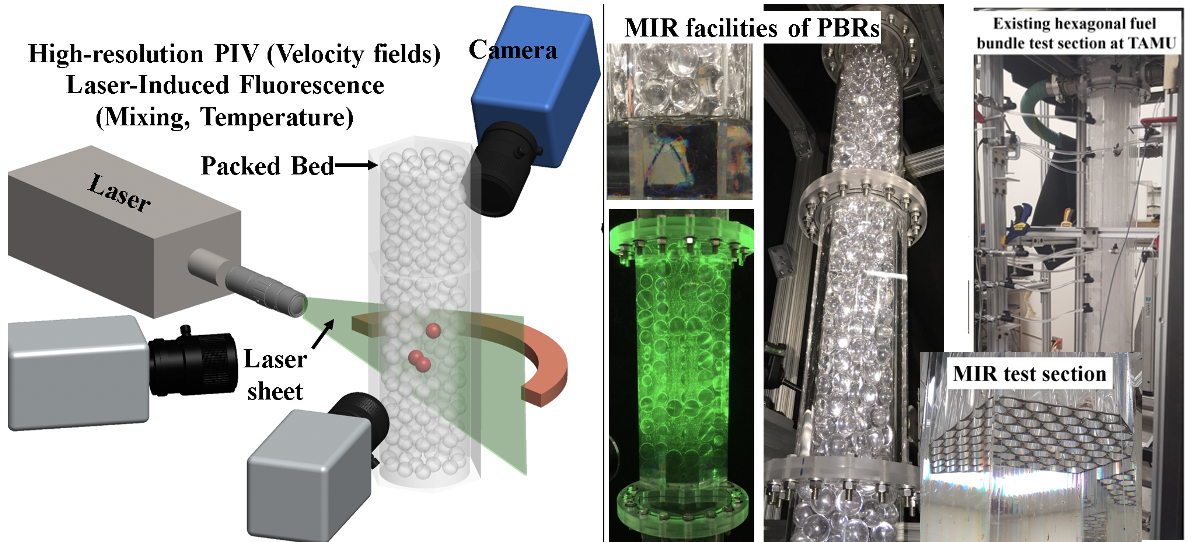 High-resolution PIV (Velocity fields)
Laser-Induced Fluorescence
(Mixing, Temperature)
Camera
Packed Bed
Laser
Laser
sheet
MIR facilities of PBRs
Existing hexagonal fuel
bundle test section at TAMU
MIR test section